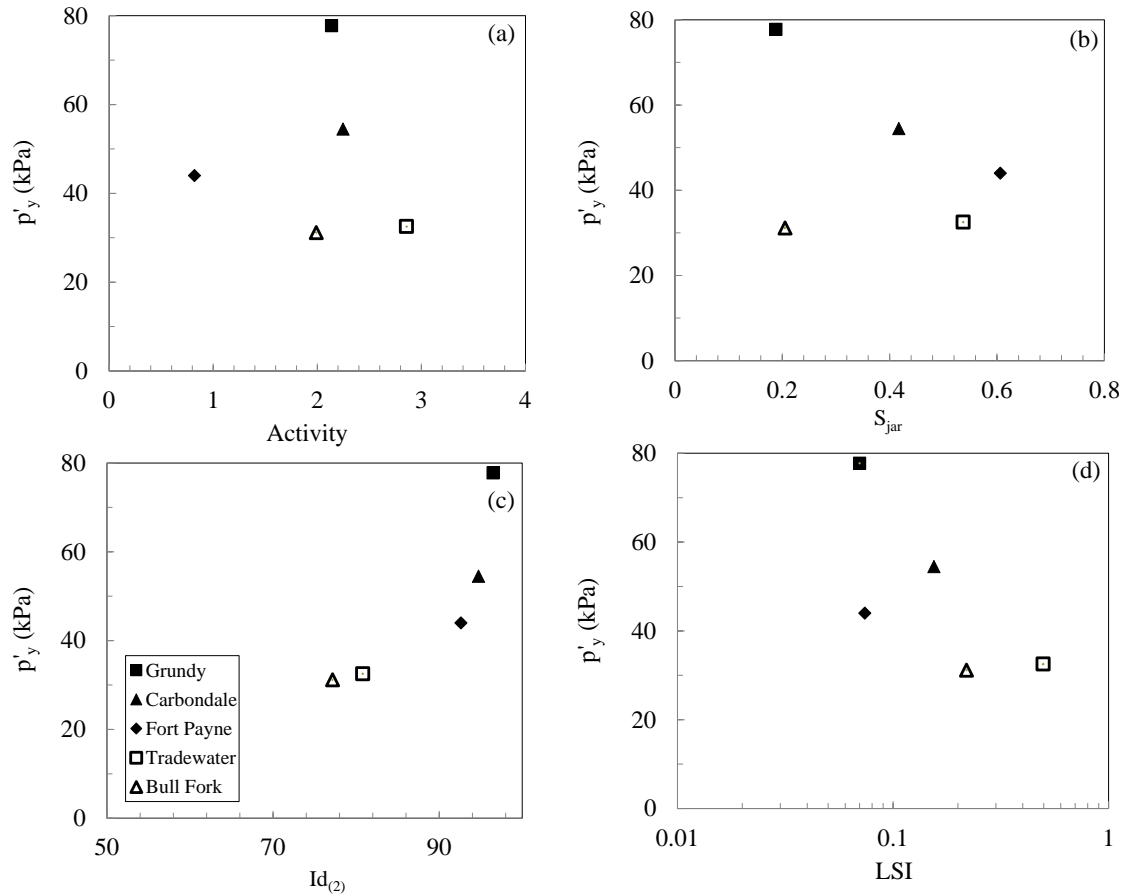 (a)
80
60
40
20
0
p'y (kPa)
0 1 2 3 4
Activity
(b)
80
60
40
20
0
p'y (kPa)
0 0.2 0.4 0.6 0.8
Sjar
(c)
80
60
40
20
0
p'y (kPa)
Grundy
Carbondale
Fort Payne
Tradewater
Bull Fork
50 70 90
Id(2)
(d)
80
60
40
20
0
p'y (kPa)
0.01 0.1 1
LSI